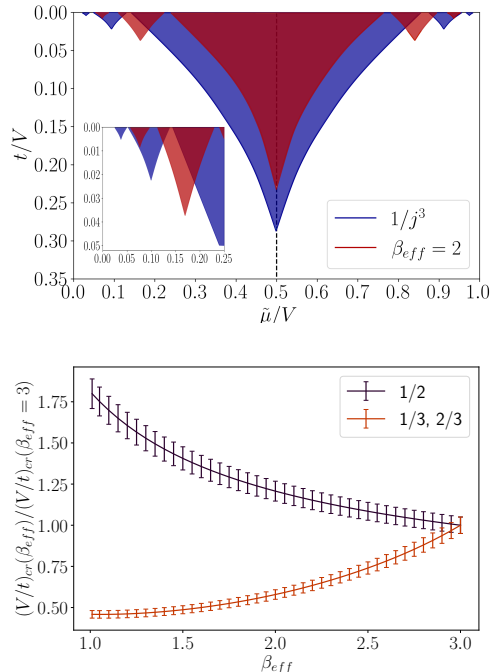 0.00
0.05
0.10
0.15
0.20
0.25
0.30
0.35
t/V
0.00
0.01
0.02
0.03
0.04
0.05
0.00 0.05 0.10 0.15 0.20 0.25
1/j³
β_eff = 2
0.0 0.1 0.2 0.3 0.4 0.5 0.6 0.7 0.8 0.9 1.0
μ̃/V
(V/t)_cr(β_eff)/(V/t)_cr(β_eff = 3)
1.75
1.50
1.25
1.00
0.75
0.50
1/2
1/3, 2/3
1.0 1.5 2.0 2.5 3.0
β_eff